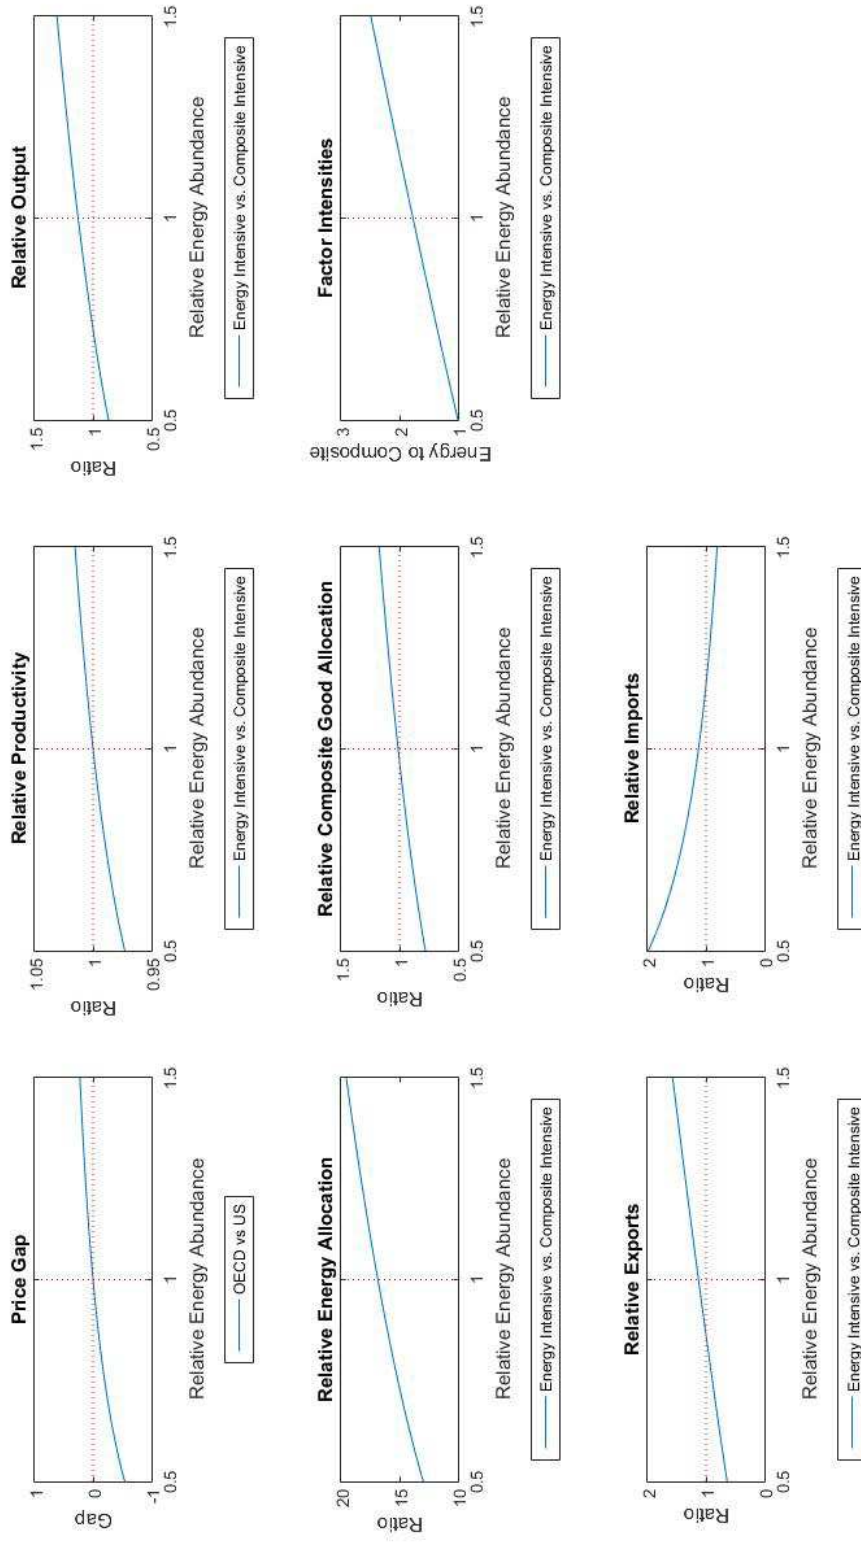 Price Gap
1
0
-1
Gap
0.5
1
1.5
Relative Energy Abundance
OECD vs US
Relative Productivity
1.05
1
0.95
Ratio
0.5
1
1.5
Relative Energy Abundance
Energy Intensive vs. Composite Intensive
Relative Output
1.5
1
0.5
Ratio
0.5
1
1.5
Relative Energy Abundance
Energy Intensive vs. Composite Intensive
Relative Energy Allocation
20
15
10
Ratio
0.5
1
1.5
Relative Energy Abundance
Energy Intensive vs. Composite Intensive
Relative Composite Good Allocation
1.5
1
0.5
Ratio
0.5
1
1.5
Relative Energy Abundance
Energy Intensive vs. Composite Intensive
Factor Intensities
3
2
1
Energy to Composite
0.5
1
1.5
Relative Energy Abundance
Energy Intensive vs. Composite Intensive
Relative Exports
2
1
0
Ratio
0.5
1
1.5
Relative Energy Abundance
Energy Intensive vs. Composite Intensive
Relative Imports
2
1
0
Ratio
0.5
1
1.5
Relative Energy Abundance
Energy Intensive vs. Composite Intensive